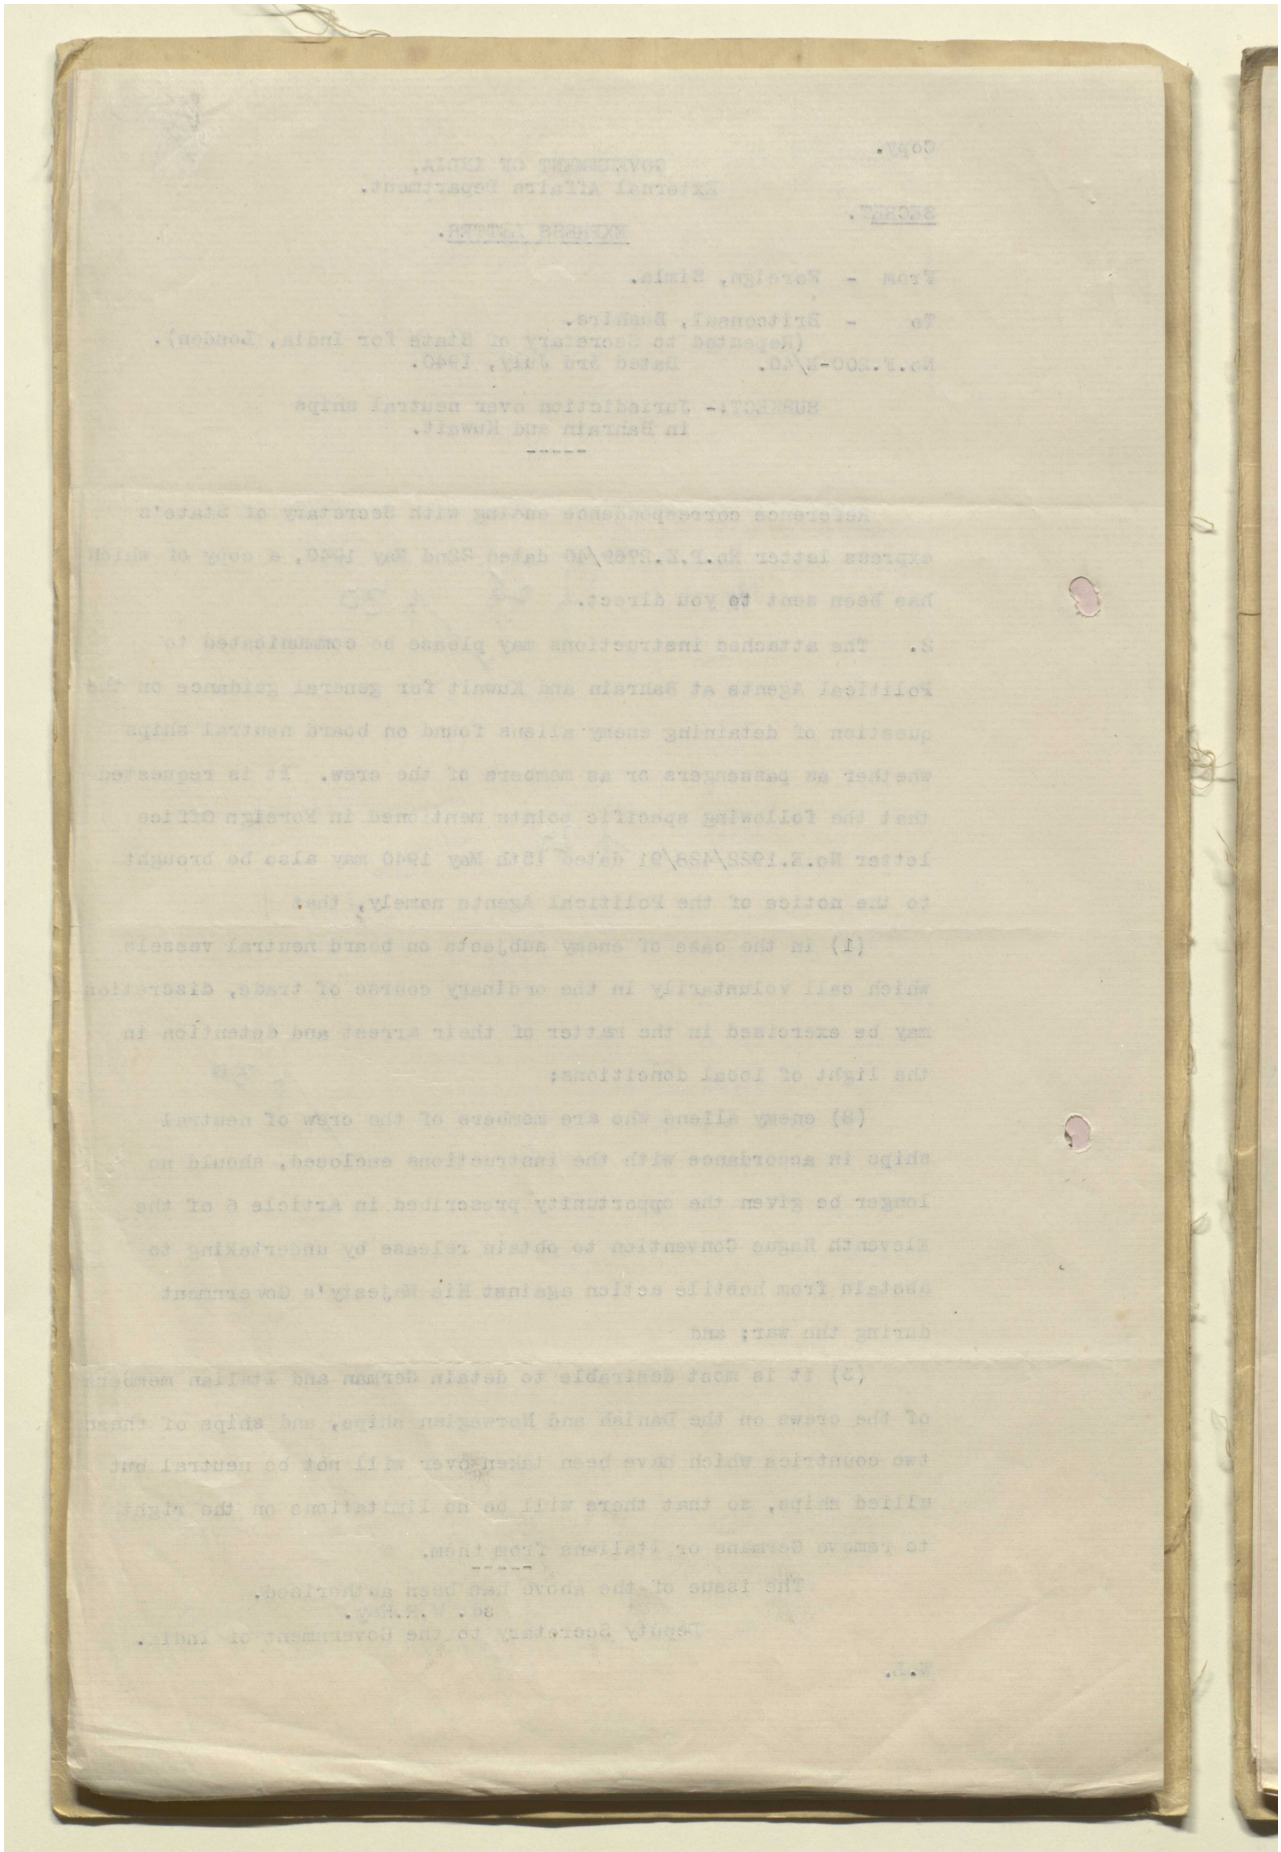 Copy.
GOVERNMENT OF INDIA,
External Affairs Department.
SECRET.
EXPRESS LETTER.
From - Foreign, Simla.
To - Britconsul, Bushire.
(Repeated to Secretary of State for India, London).
No.F.200-N/40. Dated 3rd July, 1940.
SUBJECT:- Jurisdiction over neutral ships
in Bahrain and Kuwait.
-----
Reference correspondence ending with Secretary of State's
express letter No.P.Z.2769/40 dated 22nd May 1940, a copy of which
has been sent to you direct.
2. The attached instructions may please be communicated to
Political Agents at Bahrain and Kuwait for general guidance on the
question of detaining enemy aliens found on board neutral ships
whether as passengers or as members of the crew. It is requested
that the following specific points mentioned in Foreign Office
letter No.E.1922/428/91 dated 15th May 1940 may also be brought
to the notice of the Political Agents namely, that
(1) in the case of enemy subjects on board neutral vessels
which call voluntarily in the ordinary course of trade, discretion
may be exercised in the matter of their arrest and detention in
the light of local conditions;
(2) enemy aliens who are members of the crew of neutral
ships in accordance with the instructions enclosed, should no
longer be given the opportunity prescribed in Article 6 of the
Eleventh Hague Convention to obtain release by undertaking to
abstain from hostile action against His Majesty's Government
during the war; and
(3) it is most desirable to detain German and Italian members
of the crews on the Danish and Norwegian ships, and ships of these
two countries which have been taken over will not be neutral but
allied ships, so that there will be no limitations on the right
to remove Germans or Italians from them.
-----
The issue of the above has been authorised.
Sd. W.R.Hay.
Deputy Secretary to the Government of India.